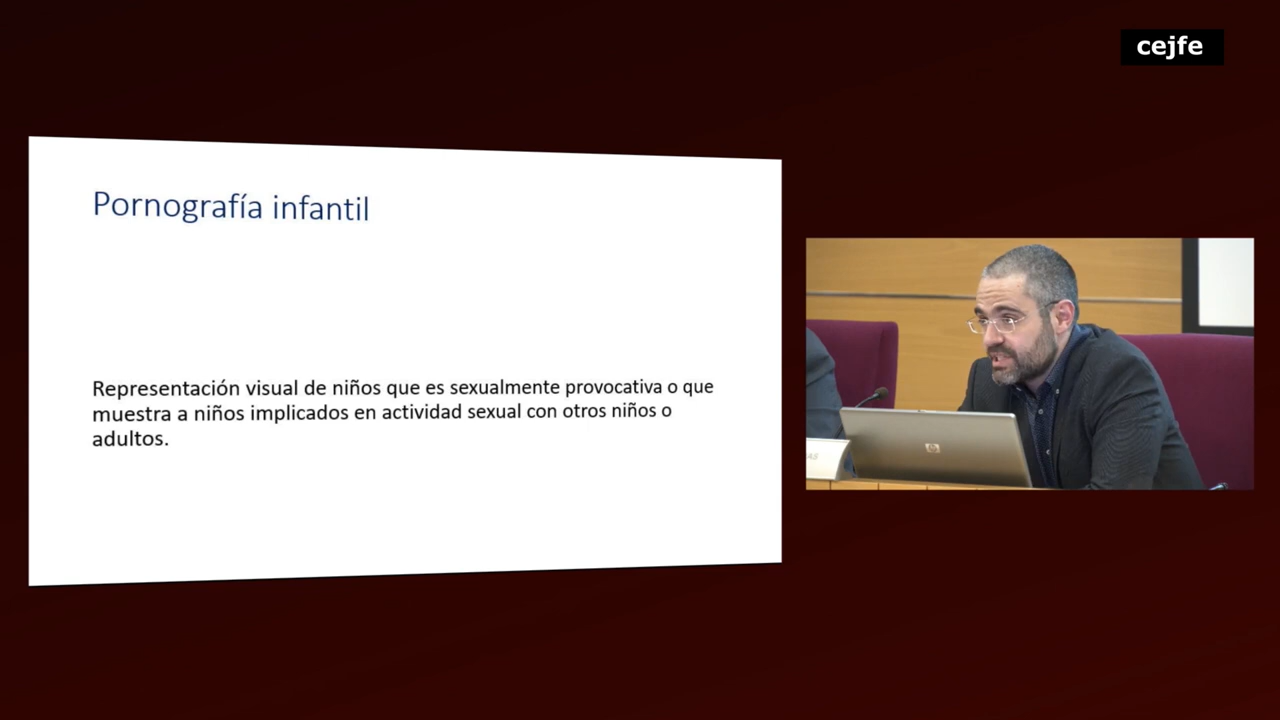 cejfe
Pornografía infantil
Representación visual de niños que es sexualmente provocativa o que
muestra a niños implicados en actividad sexual con otros niños o
adultos.
hp